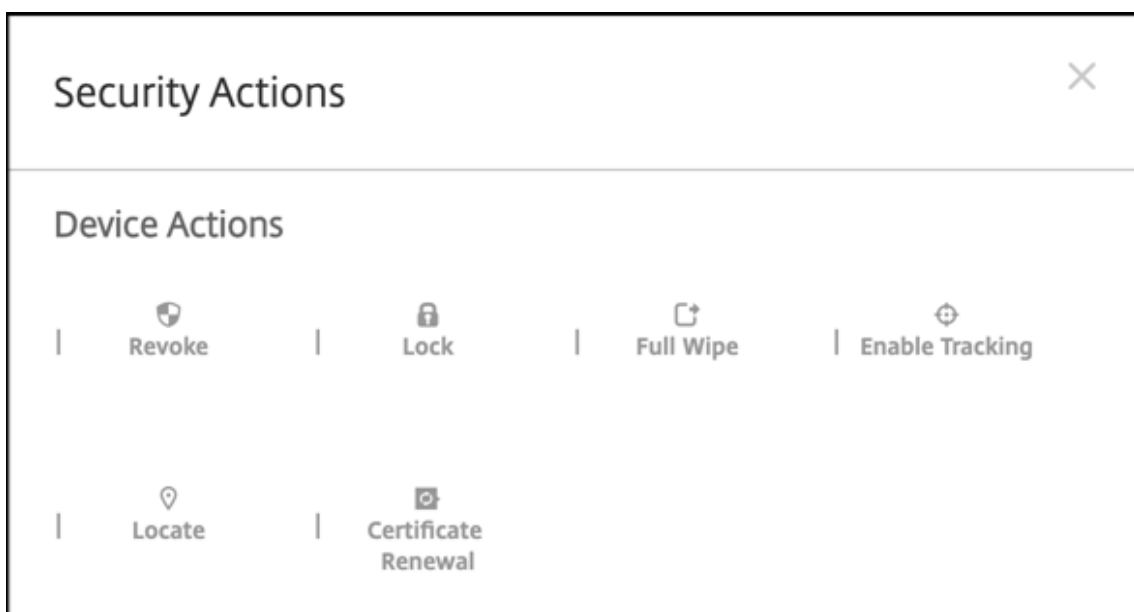 Security Actions
Device Actions
Revoke
Lock
Full Wipe
Enable Tracking
Locate
Certificate
Renewal